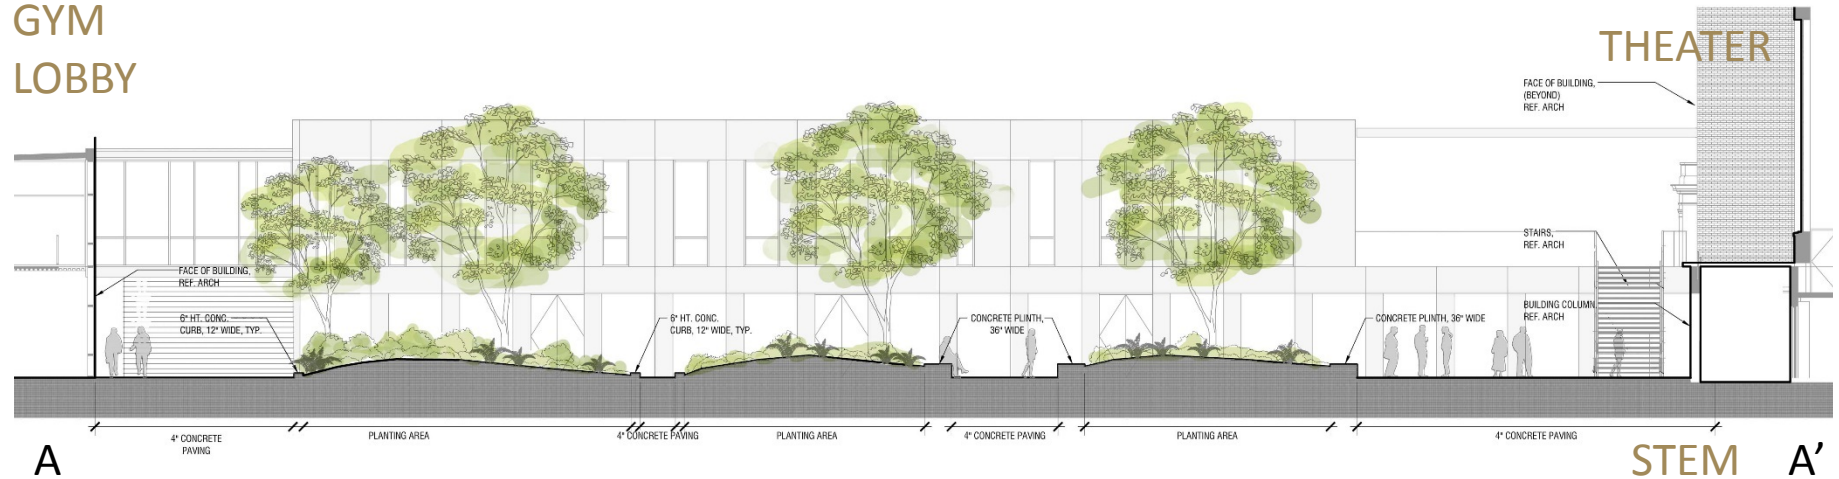 GYM
LOBBY
THEATER
FACE OF BUILDING,
(BEYOND)
REF. ARCH
STAIRS,
REF. ARCH
FACE OF BUILDING,
REF. ARCH
6" HT. CONC.
CURB, 12" WIDE, TYP.
6" HT. CONC.
CURB, 12" WIDE, TYP.
CONCRETE PLINTH,
36" WIDE
CONCRETE PLINTH, 36" WIDE
BUILDING COLUMN
REF. ARCH
4" CONCRETE
PAVING
PLANTING AREA
4" CONCRETE PAVING
PLANTING AREA
4" CONCRETE PAVING
PLANTING AREA
4" CONCRETE PAVING
A
STEM
A'